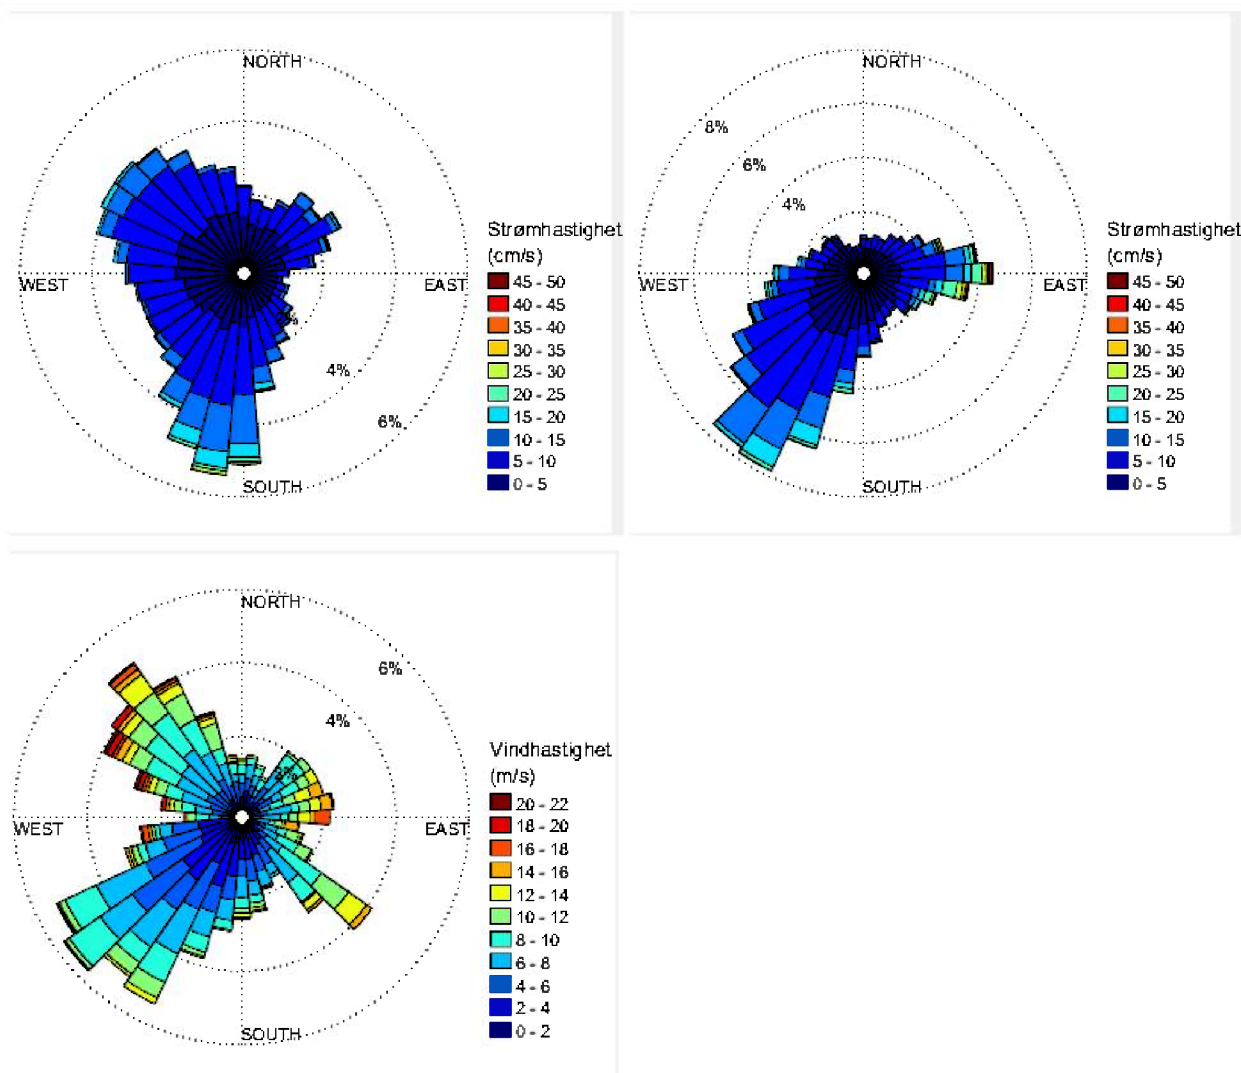 NORTH
WEST
EAST
SOUTH
4%
6%
Strømhastighet
(cm/s)
45 - 50
40 - 45
35 - 40
30 - 35
25 - 30
20 - 25
15 - 20
10 - 15
5 - 10
0 - 5
NORTH
8%
6%
4%
WEST
EAST
SOUTH
Strømhastighet
(cm/s)
45 - 50
40 - 45
35 - 40
30 - 35
25 - 30
20 - 25
15 - 20
10 - 15
5 - 10
0 - 5
NORTH
6%
4%
WEST
EAST
SOUTH
Vindhastighet
(m/s)
20 - 22
18 - 20
16 - 18
14 - 16
12 - 14
10 - 12
8 - 10
6 - 8
4 - 6
2 - 4
0 - 2